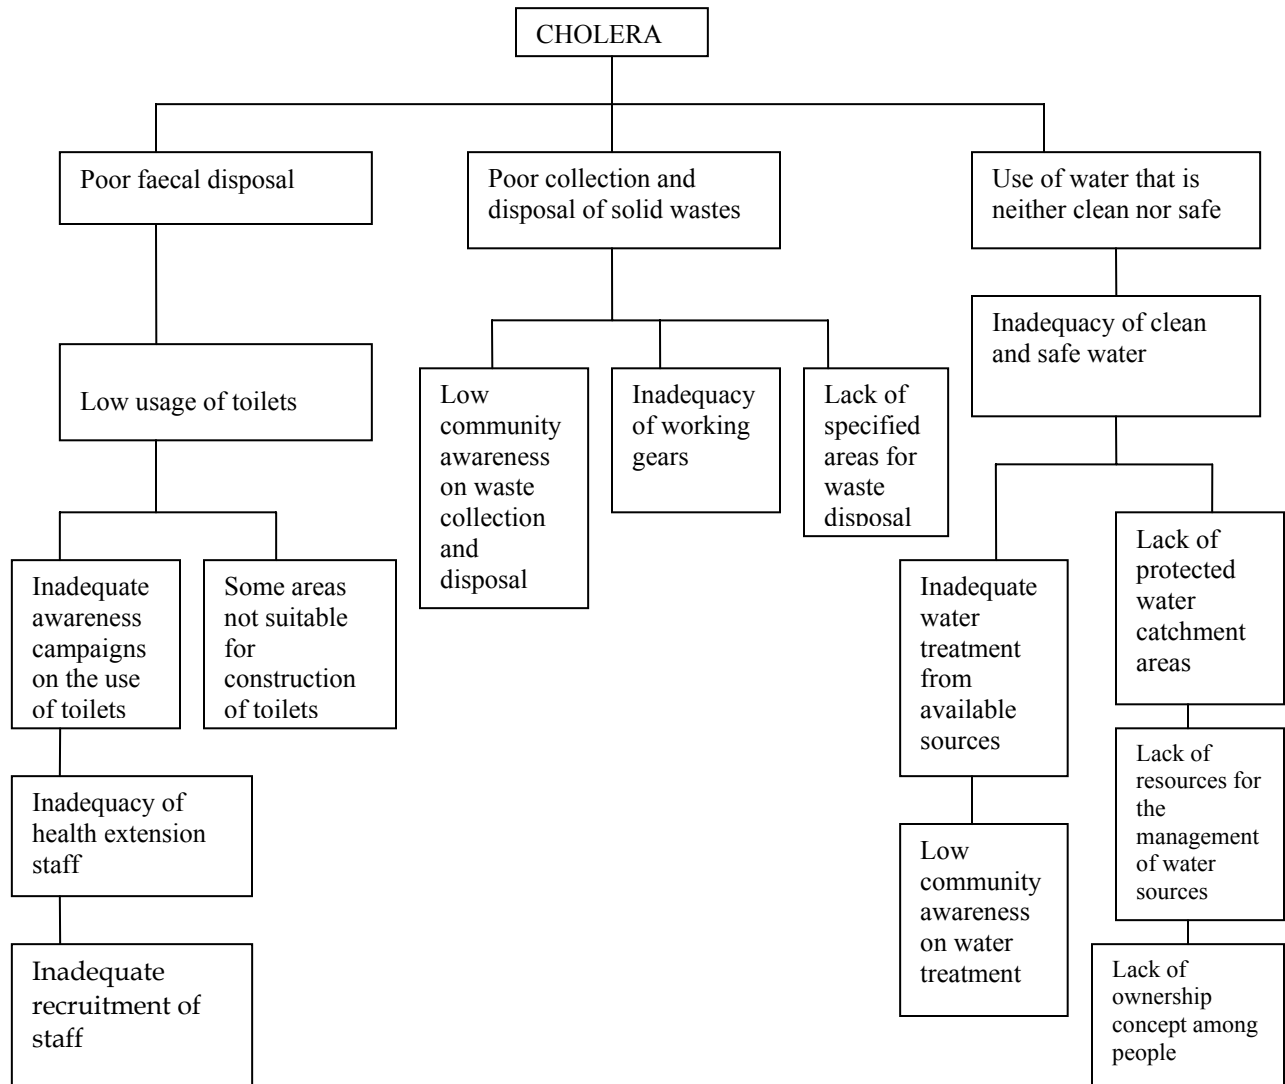 CHOLERA
Poor faecal disposal
Poor collection and
disposal of solid wastes
Use of water that is
neither clean nor safe
Low usage of toilets
Low
community
awareness
on waste
collection
and
disposal
Inadequacy
of working
gears
Lack of
specified
areas for
waste
disposal
Inadequacy of clean
and safe water
Inadequate
awareness
campaigns
on the use
of toilets
Some areas
not suitable
for
construction
of toilets
Inadequate
water
treatment
from
available
sources
Lack of
protected
water
catchment
areas
Inadequacy of
health extension
staff
Low
community
awareness
on water
treatment
Lack of
resources for
the
management
of water
sources
Inadequate
recruitment of
staff
Lack of
ownership
concept among
people